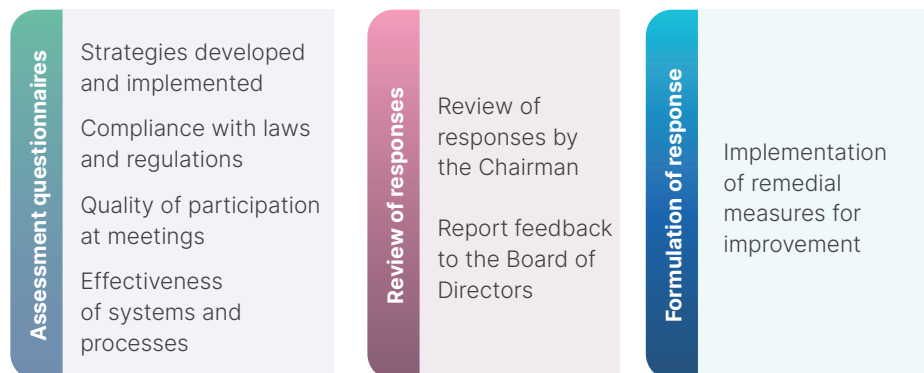 Assessment questionnaires
Strategies developed
and implemented
Compliance with laws
and regulations
Quality of participation
at meetings
Effectiveness
of systems and
processes
Review of responses
Review of
responses by
the Chairman
Report feedback
to the Board of
Directors
Formulation of response
Implementation
of remedial
measures for
improvement